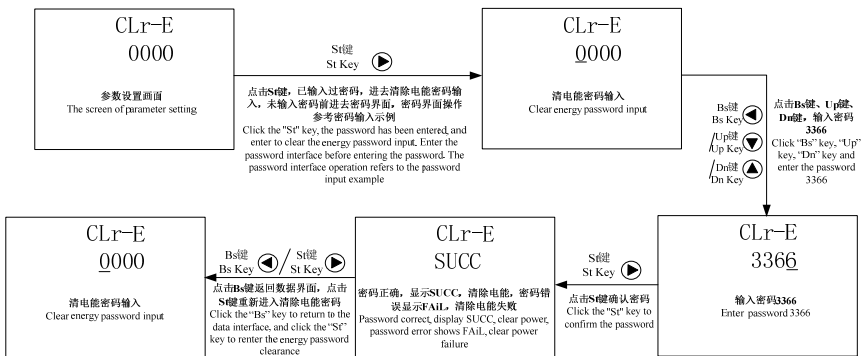 CLr-E
0000
参数设置画面
The screen of parameter setting
St键
St Key
点击St键，已输入过密码，进去清除电能密码输
入，未输入密码前进去密码界面，密码界面操作
参考密码输入示例
Click the "St" key, the password has been entered, and
enter to clear the energy password input. Enter the
password interface before entering the password. The
password interface operation refers to the password
input example
CLr-E
0000
清电能密码输入
Clear energy password input
Bs键
Bs Key
/Up键
/Up Key
/Dn键
Dn Key
点击Bs键、Up键、
Dn键，输入密码
3366
Click "Bs" key, "Up"
key, "Dn" key and
enter the password
3366
CLr-E
3366
输入密码3366
Enter password 3366
St键
St Key
点击St键确认密码
Click the "St" key to
confirm the password
CLr-E
SUCC
密码正确，显示SUCC，清除电能，密码错
误显示FAiL，清除电能失败
Password correct, display SUCC, clear power,
password error shows FAiL, clear power
failure
Bs键
Bs Key
/
St键
St Key
点击Bs键返回数据界面，点击
St键重新进入清除电能密码
Click the "Bs" key to return to the
data interface, and click the "St"
key to renter the energy password
clearance
CLr-E
0000
清电能密码输入
Clear energy password input